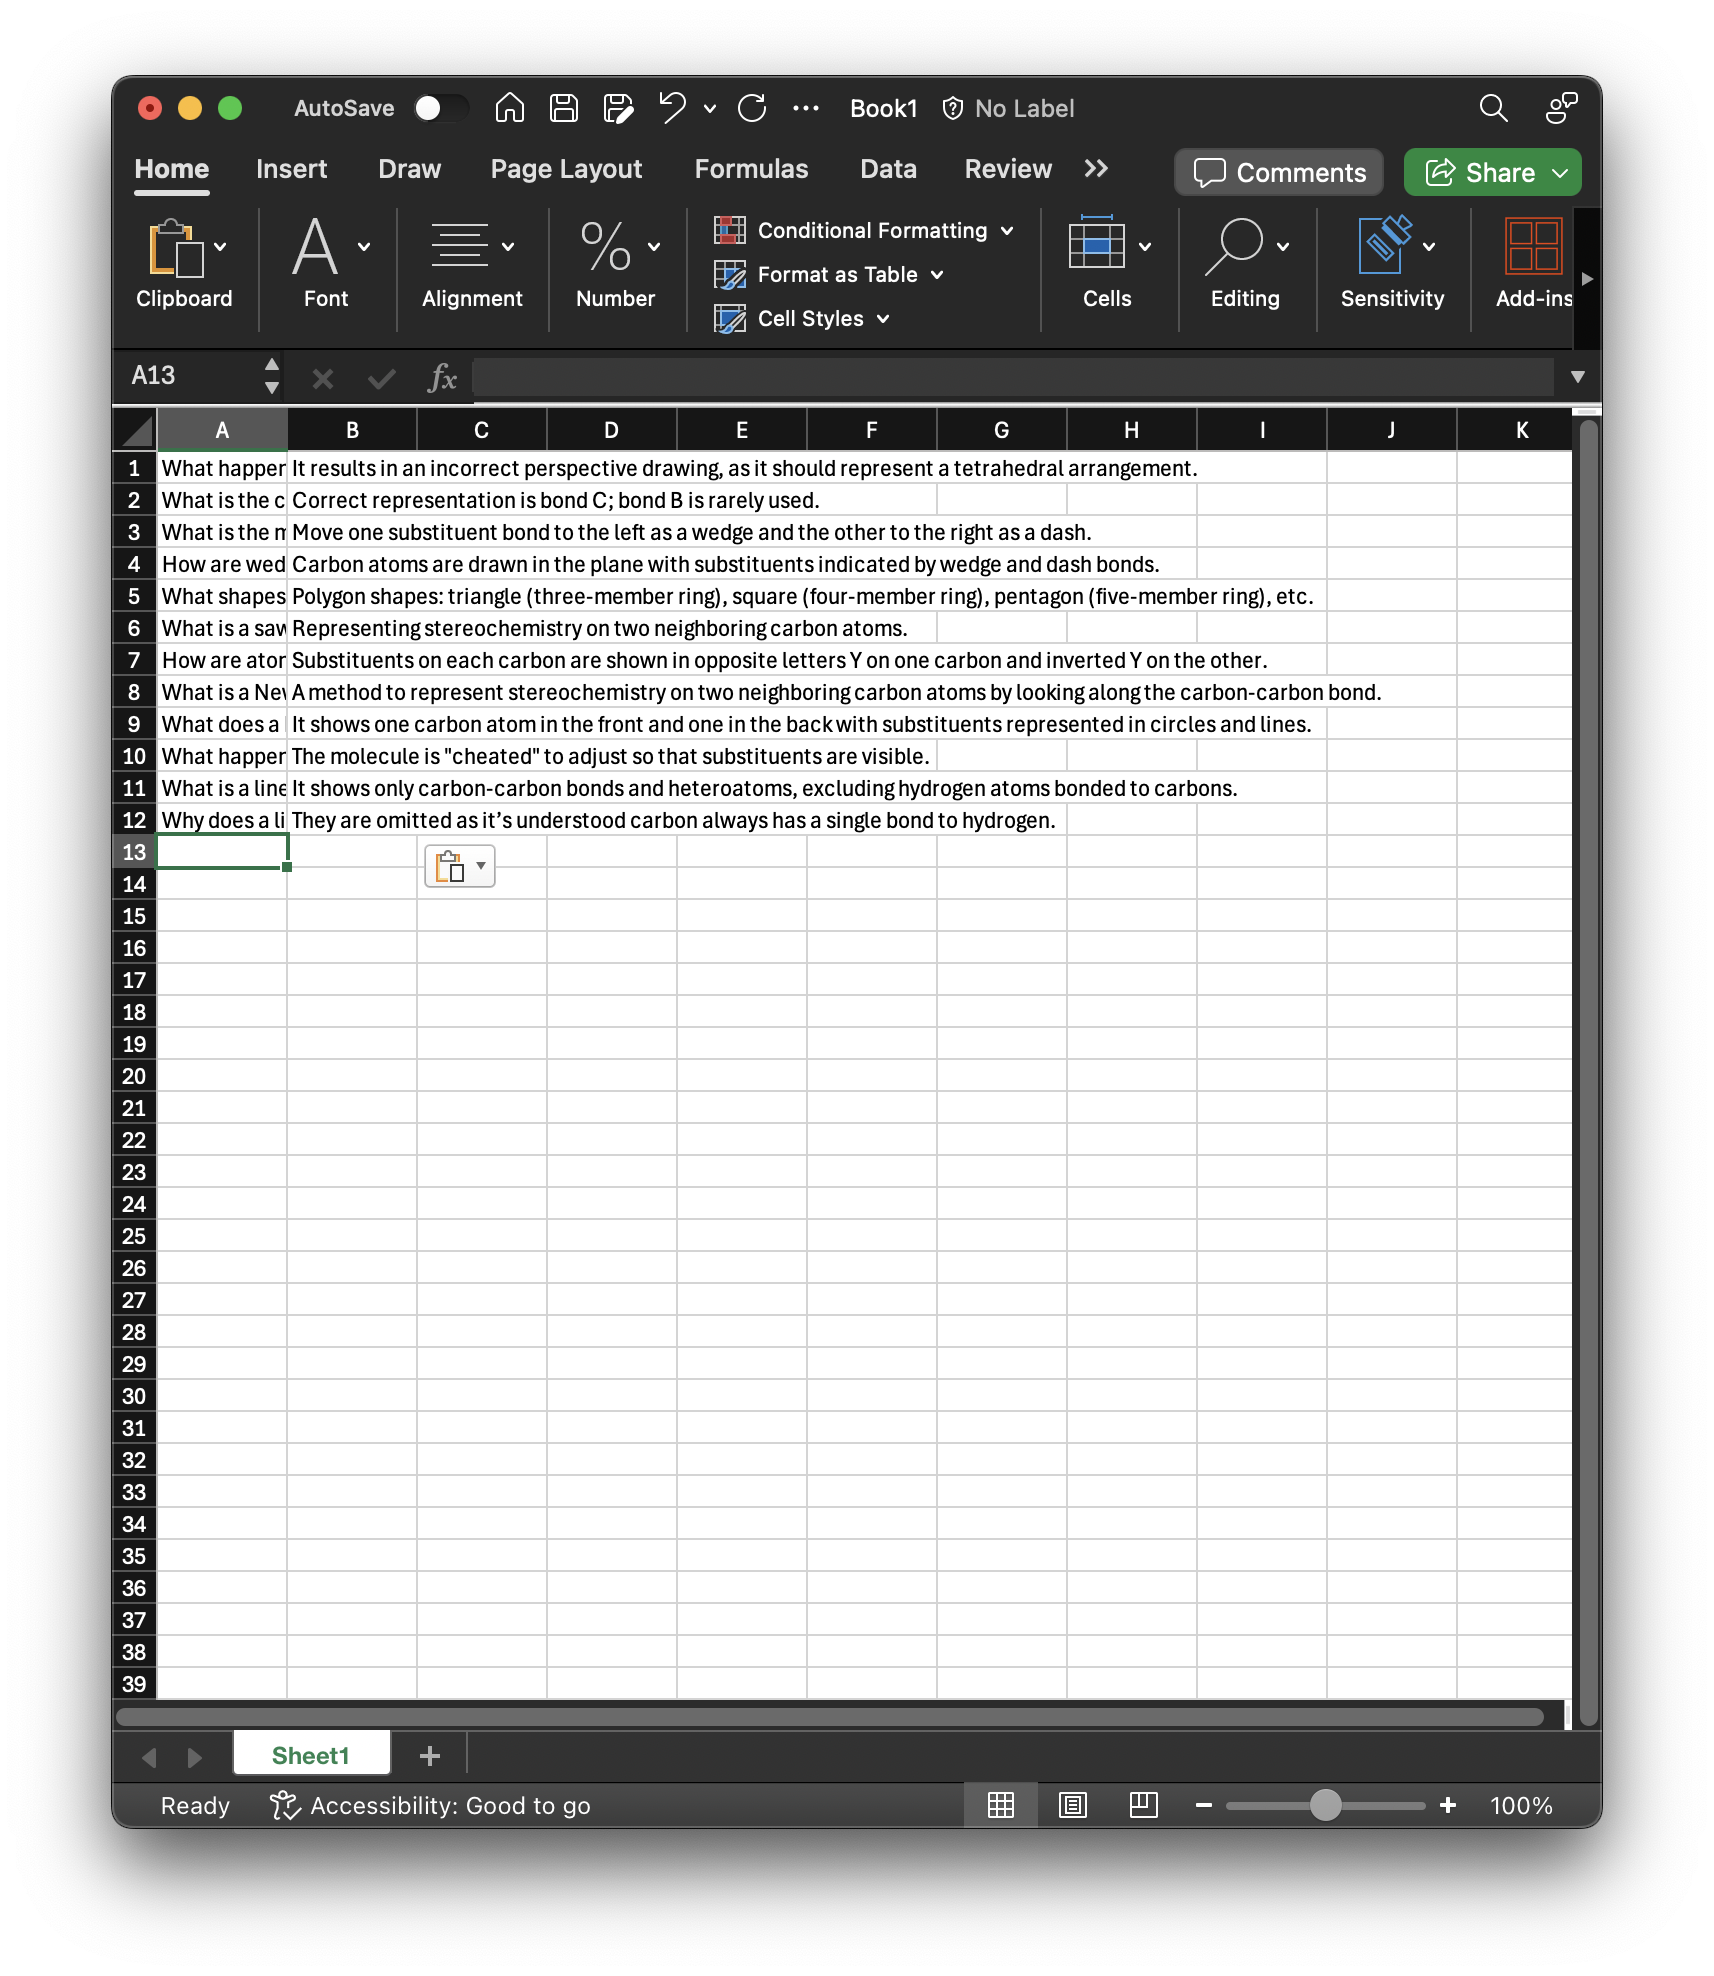 AutoSave Book1 No Label
Home Insert Draw Page Layout Formulas Data Review >> Comments Share
Clipboard Font Alignment % Number Conditional Formatting Format as Table Cell Styles Cells Editing Sensitivity Add-ins
A13 fx
A B C D E F G H I J K
1 What happen It results in an incorrect perspective drawing, as it should represent a tetrahedral arrangement.
2 What is the c Correct representation is bond C; bond B is rarely used.
3 What is the m Move one substituent bond to the left as a wedge and the other to the right as a dash.
4 How are wed Carbon atoms are drawn in the plane with substituents indicated by wedge and dash bonds.
5 What shapes Polygon shapes: triangle (three-member ring), square (four-member ring), pentagon (five-member ring), etc.
6 What is a saw Representing stereochemistry on two neighboring carbon atoms.
7 How are ator Substituents on each carbon are shown in opposite letters Y on one carbon and inverted Y on the other.
8 What is a New A method to represent stereochemistry on two neighboring carbon atoms by looking along the carbon-carbon bond.
9 What does a It shows one carbon atom in the front and one in the back with substituents represented in circles and lines.
10 What happen The molecule is "cheated" to adjust so that substituents are visible.
11 What is a line It shows only carbon-carbon bonds and heteroatoms, excluding hydrogen atoms bonded to carbons.
12 Why does a li They are omitted as it’s understood carbon always has a single bond to hydrogen.
13
14
15
16
17
18
19
20
21
22
23
24
25
26
27
28
29
30
31
32
33
34
35
36
37
38
39
Sheet1 +
Ready Accessibility: Good to go 100%